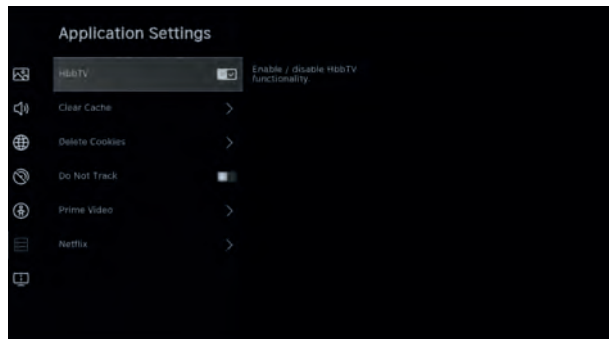 Application Settings
HbbTV
Enable / disable HbbTV
functionality.
Clear Cache
Delete Cookies
Do Not Track
Prime Video
Netflix